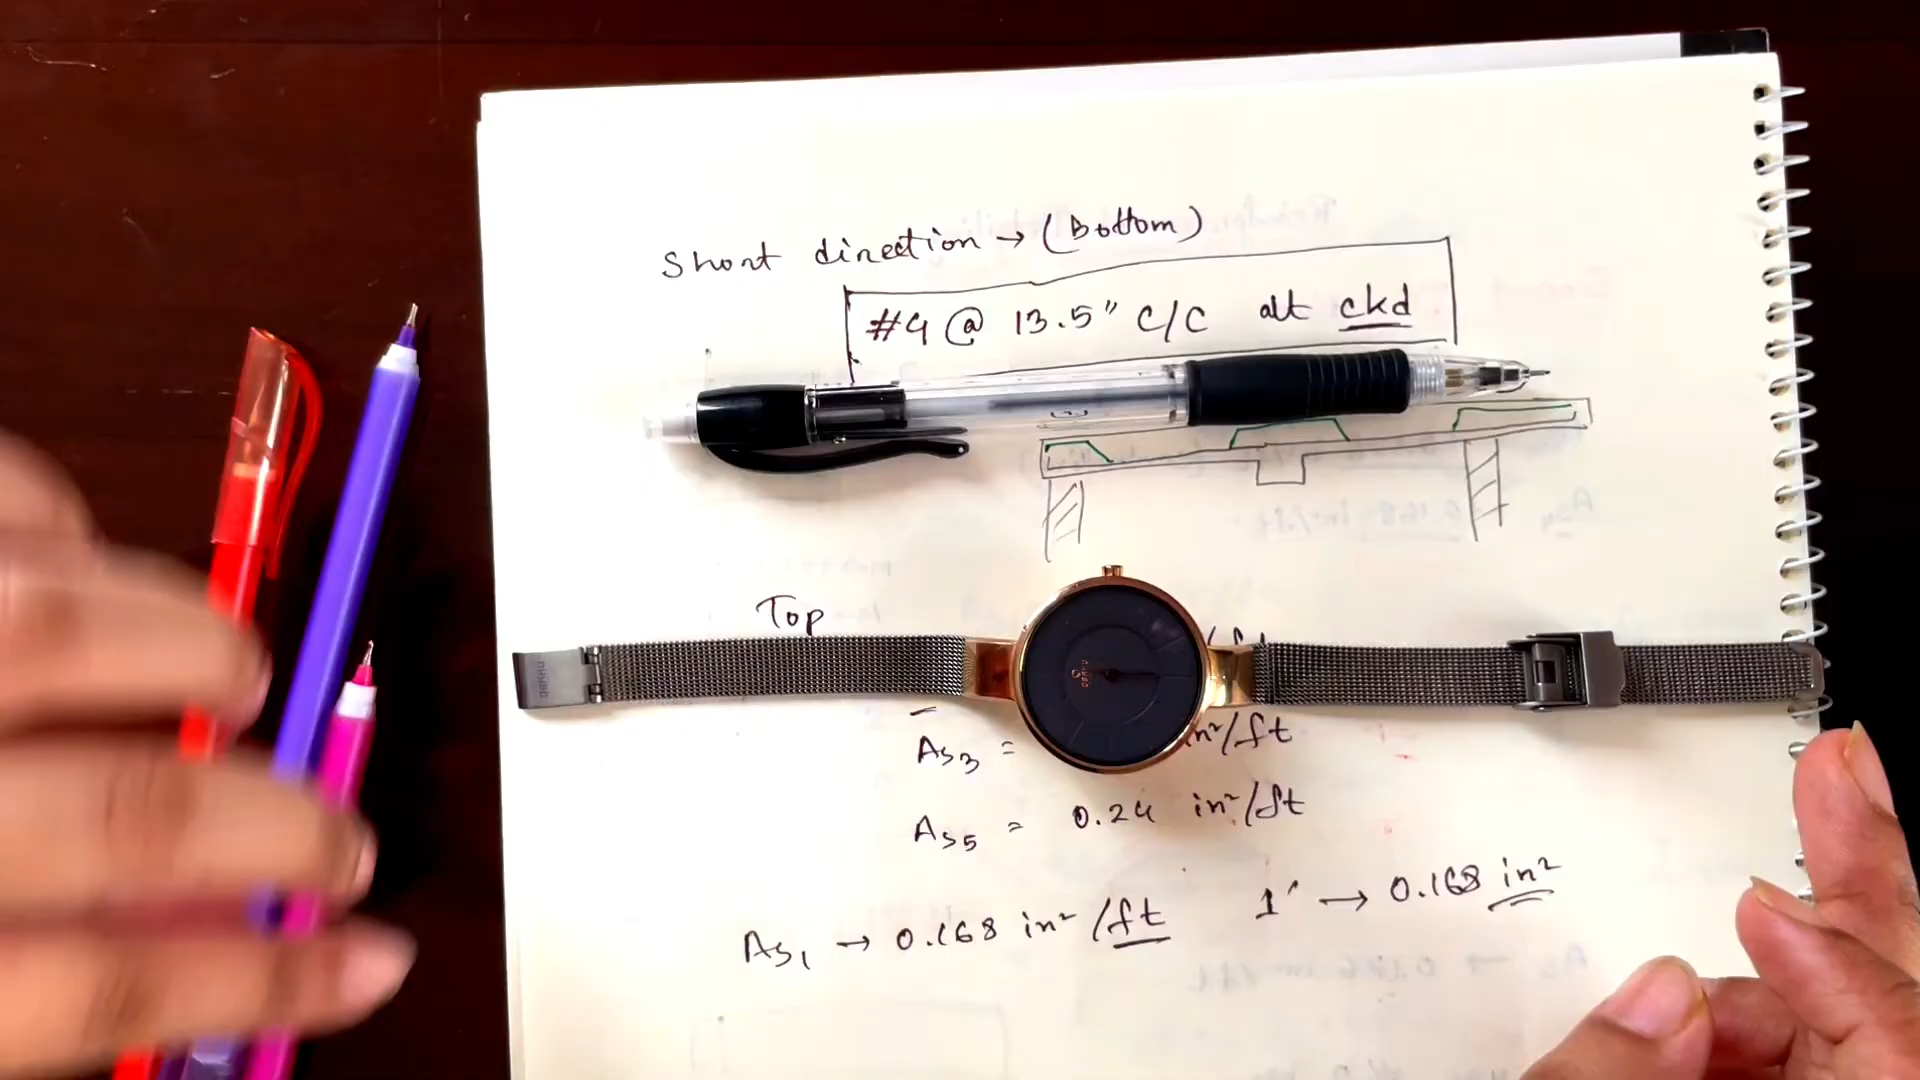 Short direction → (Bottom)
#4 @ 13.5" c/c alt ckd
Top
As3 = in²/ft
As5 = 0.24 in²/ft
As1 → 0.168 in² /ft 1' → 0.168 in²